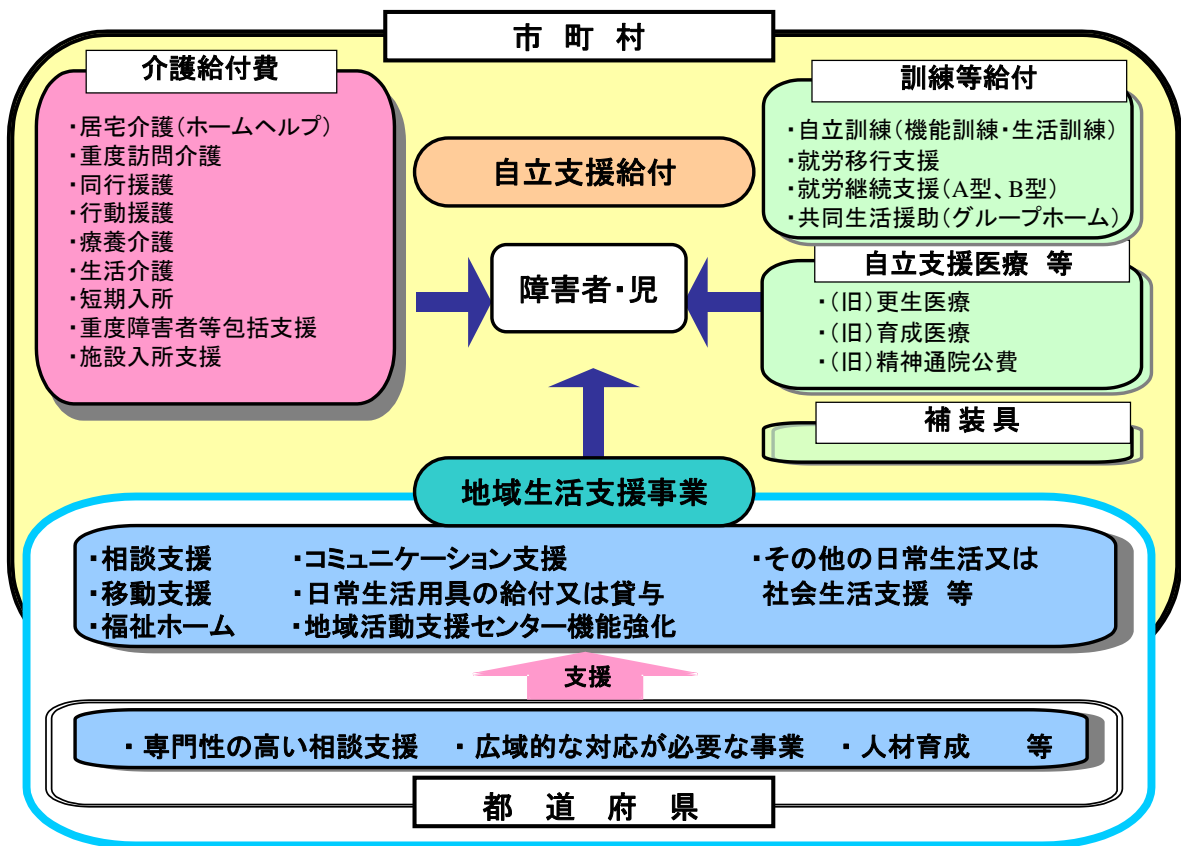 市 町 村
介護給付費
・居宅介護（ホームヘルプ）
・重度訪問介護
・同行援護
・行動援護
・療養介護
・生活介護
・短期入所
・重度障害者等包括支援
・施設入所支援
自立支援給付
障害者・児
訓練等給付
・自立訓練（機能訓練・生活訓練）
・就労移行支援
・就労継続支援（A型、B型）
・共同生活援助（グループホーム）
自立支援医療 等
・（旧）更生医療
・（旧）育成医療
・（旧）精神通院公費
補 装 具
地域生活支援事業
・相談支援
・移動支援
・福祉ホーム
・コミュニケーション支援
・日常生活用具の給付又は貸与
・地域活動支援センター機能強化
・その他の日常生活又は
社会生活支援 等
支援
・専門性の高い相談支援 ・広域的な対応が必要な事業 ・人材育成 等
都 道 府 県